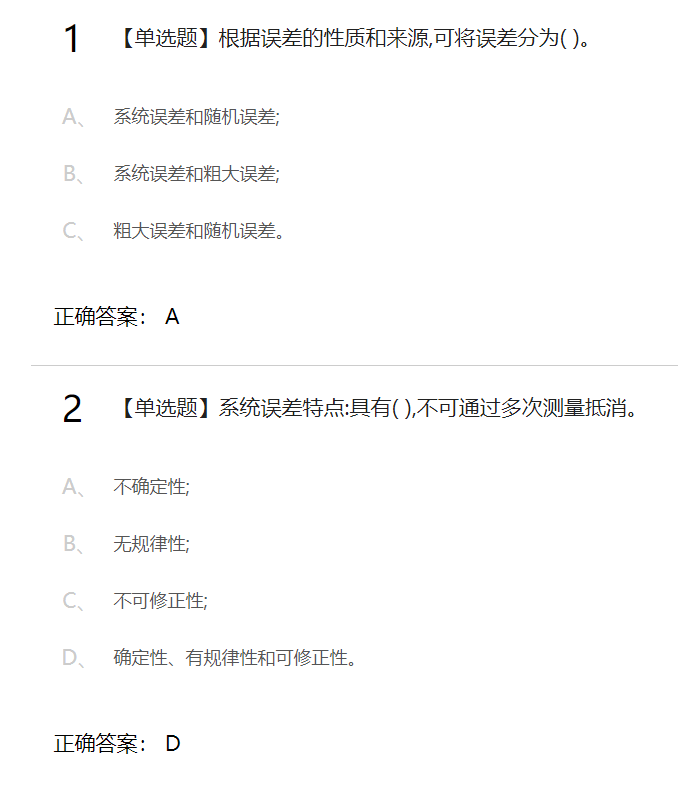 1 【单选题】根据误差的性质和来源,可将误差分为( )。
A、 系统误差和随机误差;
B、 系统误差和粗大误差;
C、 粗大误差和随机误差。
正确答案： A
2 【单选题】系统误差特点:具有( ),不可通过多次测量抵消。
A、 不确定性;
B、 无规律性;
C、 不可修正性;
D、 确定性、有规律性和可修正性。
正确答案： D